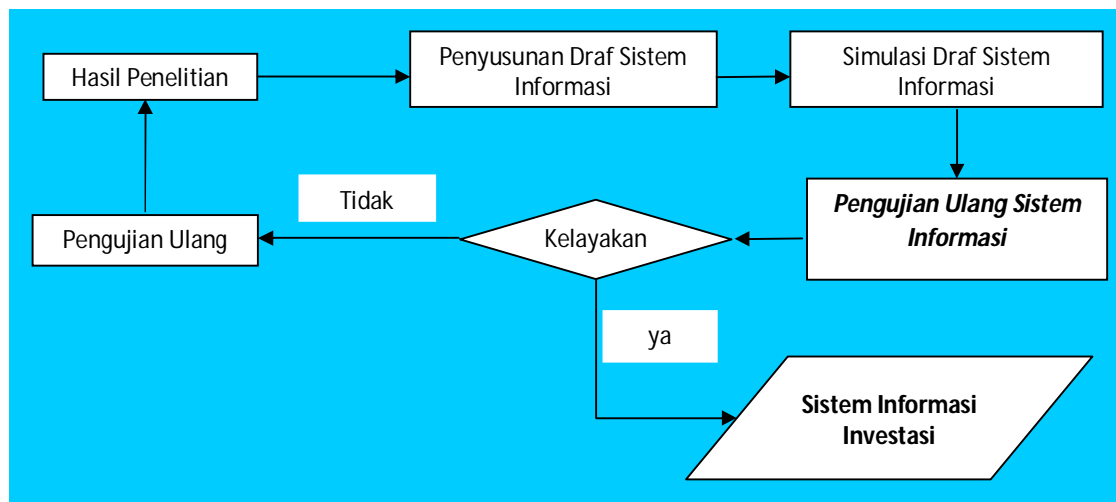 Hasil Penelitian
Penyusunan Draf Sistem
Informasi
Simulasi Draf Sistem
Informasi
Pengujian Ulang Sistem
Informasi
Kelayakan
Tidak
Pengujian Ulang
ya
Sistem Informasi
Investasi